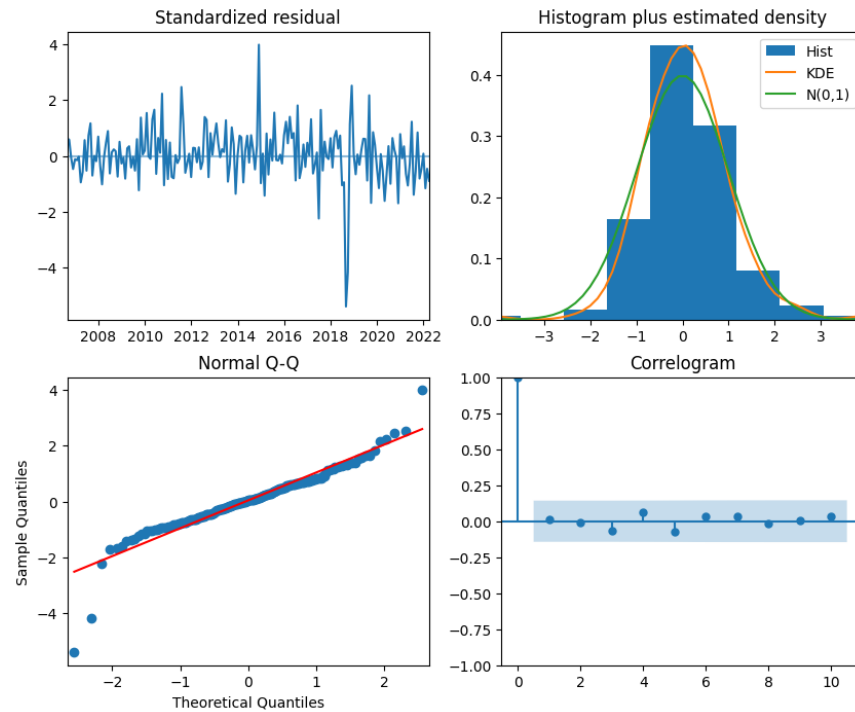 Standardized residual
4
2
0
−2
−4
2008 2010 2012 2014 2016 2018 2020 2022
Histogram plus estimated density
Hist
KDE
N(0,1)
0.4
0.3
0.2
0.1
0.0
−3 −2 −1 0 1 2 3
Normal Q-Q
4
2
0
−2
−4
Sample Quantiles
−2 −1 0 1 2
Theoretical Quantiles
Correlogram
1.00
0.75
0.50
0.25
0.00
−0.25
−0.50
−0.75
−1.00
0 2 4 6 8 10